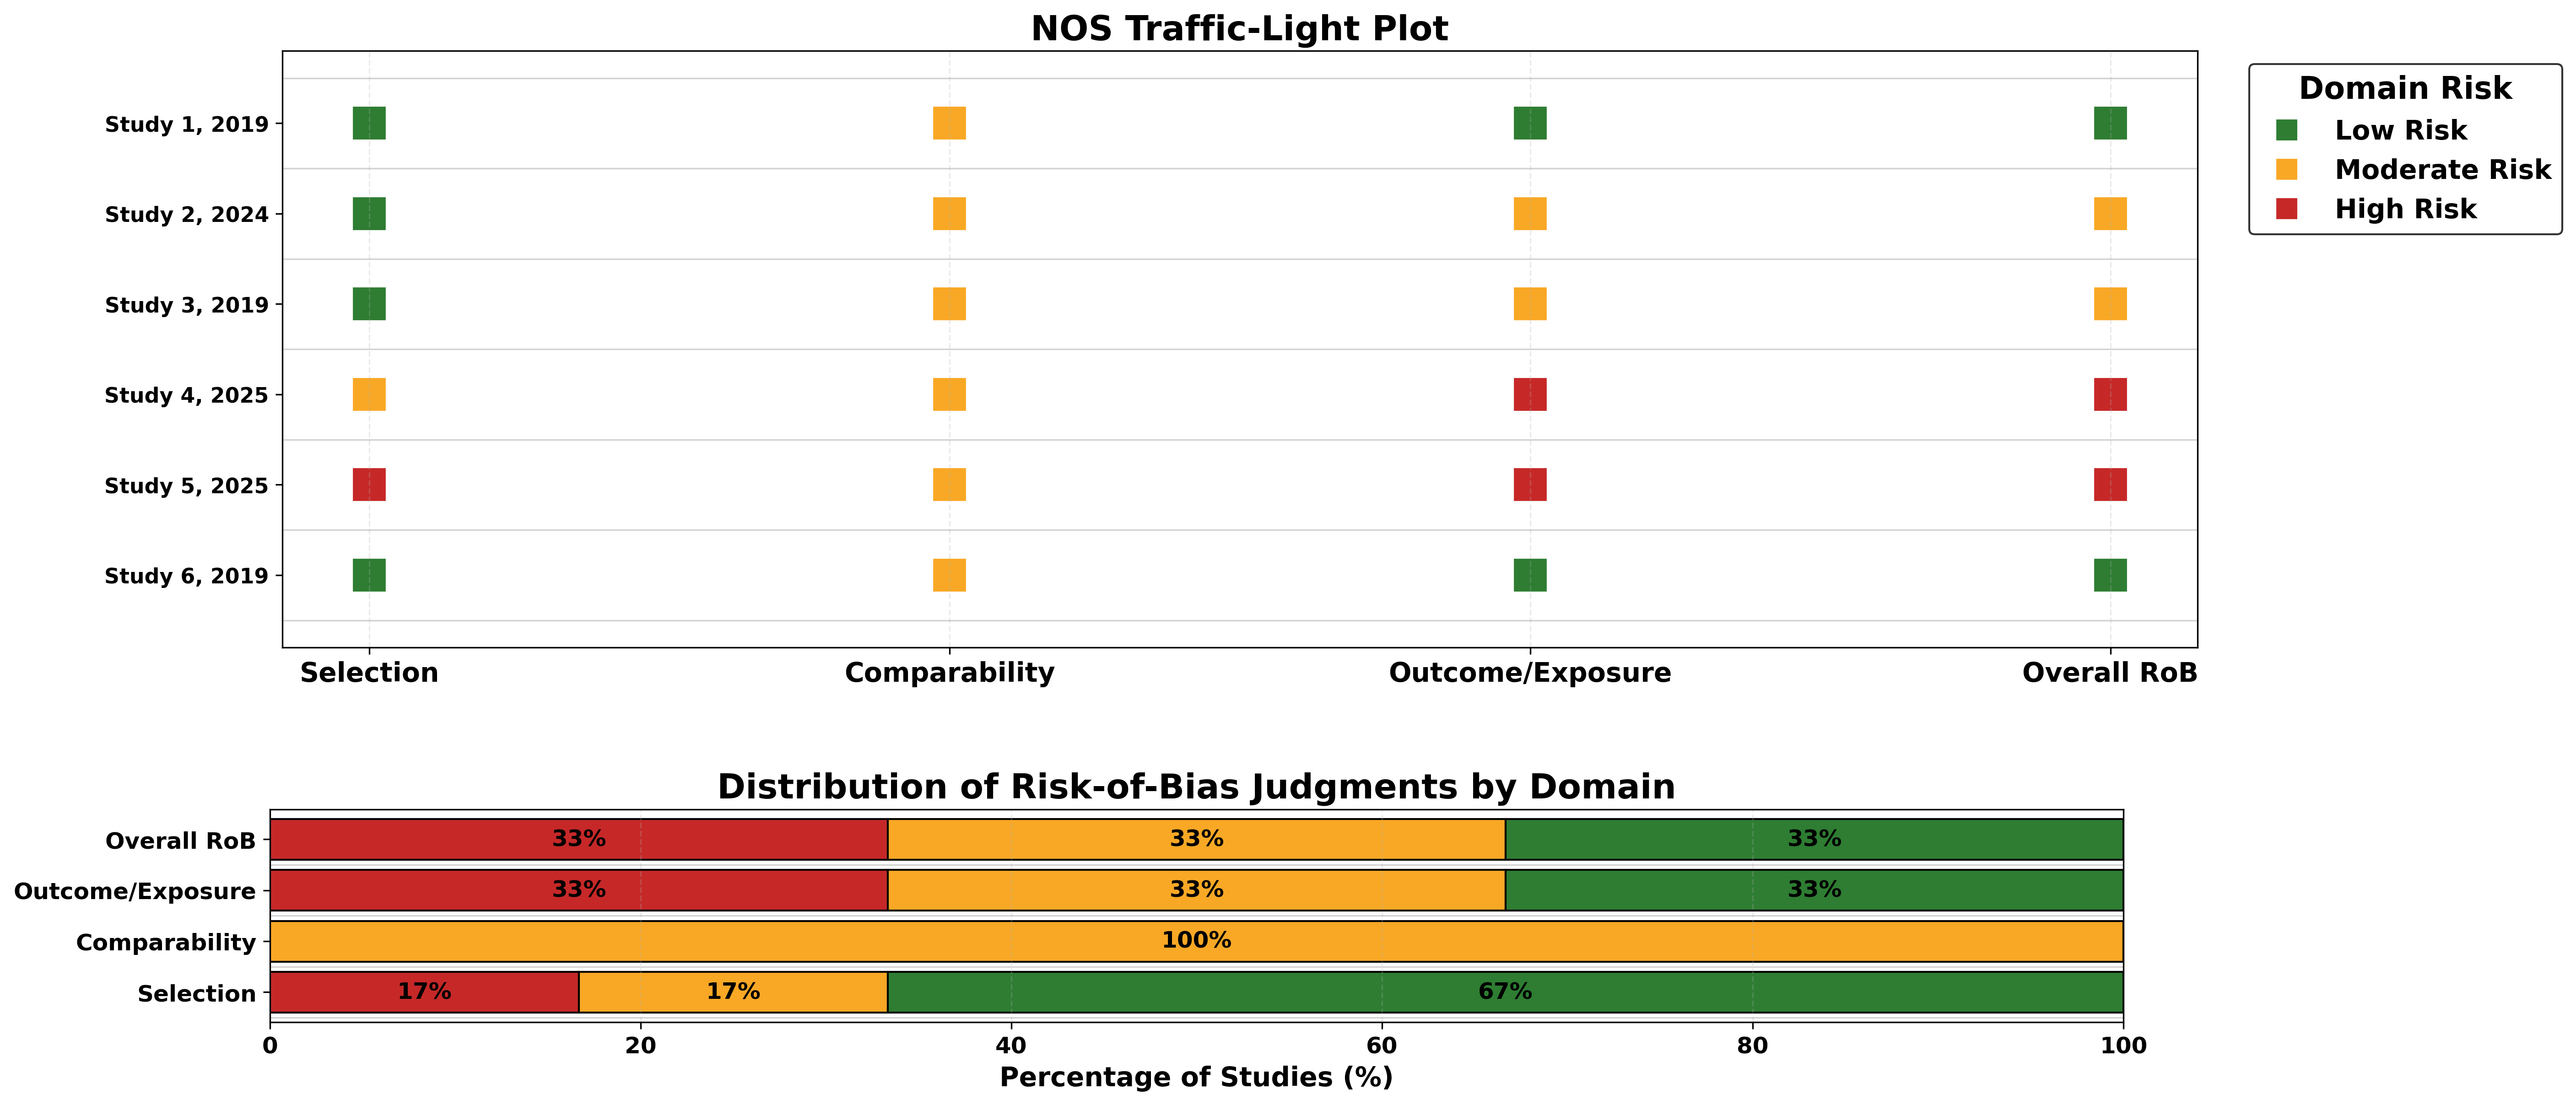 NOS Traffic-Light Plot
Study 1, 2019
Study 2, 2024
Study 3, 2019
Study 4, 2025
Study 5, 2025
Study 6, 2019
Selection Comparability Outcome/Exposure Overall RoB
Domain Risk
Low Risk
Moderate Risk
High Risk
Distribution of Risk-of-Bias Judgments by Domain
Overall RoB 33% 33% 33%
Outcome/Exposure 33% 33% 33%
Comparability 100%
Selection 17% 17% 67%
0 20 40 60 80 100
Percentage of Studies (%)